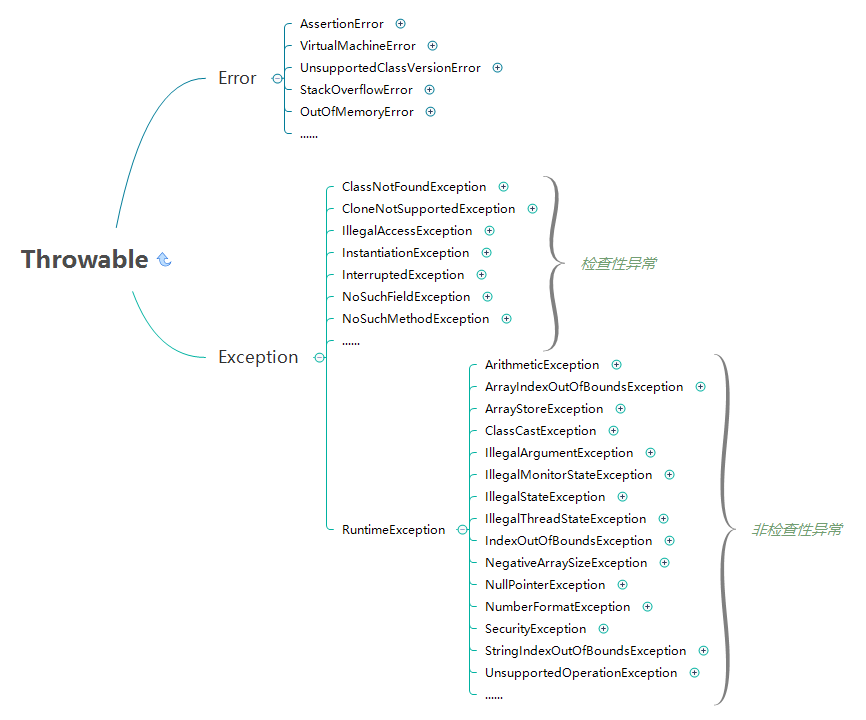 Throwable
Error
AssertionError
VirtualMachineError
UnsupportedClassVersionError
StackOverflowError
OutOfMemoryError
......
Exception
ClassNotFoundException
CloneNotSupportedException
IllegalAccessException
InstantiationException
InterruptedException
NoSuchFieldException
NoSuchMethodException
......
检查性异常
RuntimeException
ArithmeticException
ArrayIndexOutOfBoundsException
ArrayStoreException
ClassCastException
IllegalArgumentException
IllegalMonitorStateException
IllegalStateException
IllegalThreadStateException
IndexOutOfBoundsException
NegativeArraySizeException
NullPointerException
NumberFormatException
SecurityException
StringIndexOutOfBoundsException
UnsupportedOperationException
......
非检查性异常